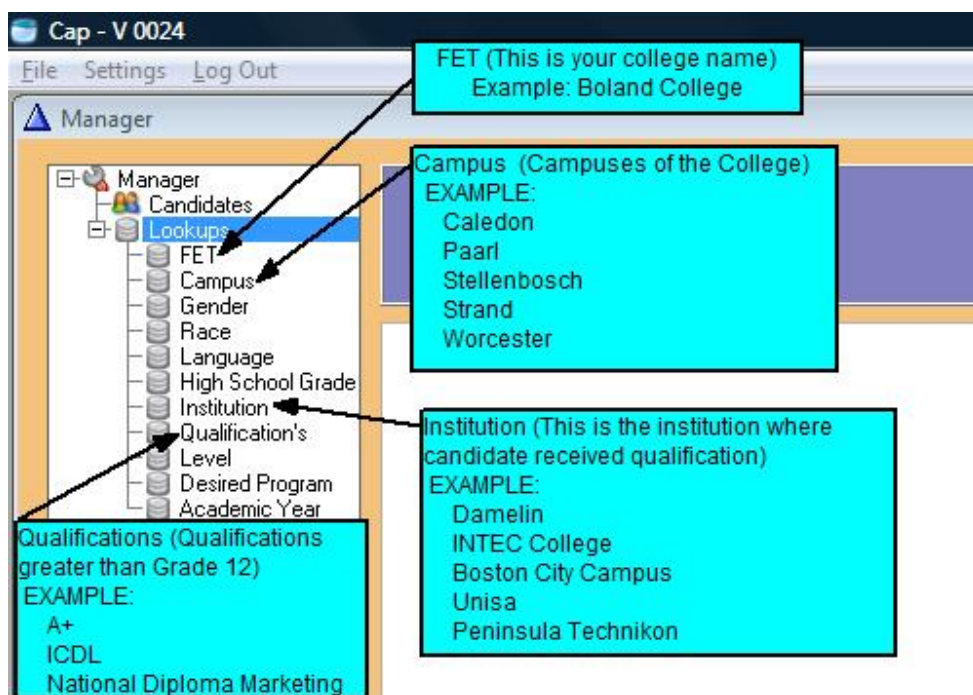 Cap - V 0024
File Settings Log Out
Manager
FET (This is your college name)
Example: Boland College
Manager
Candidates
Lookups
FET
Campus
Gender
Race
Language
High School Grade
Institution
Qualification's
Level
Desired Program
Academic Year
Campus (Campuses of the College)
EXAMPLE:
Caledon
Paarl
Stellenbosch
Strand
Worcester
Institution (This is the institution where
candidate received qualification)
EXAMPLE:
Damelin
INTEC College
Boston City Campus
Unisa
Peninsula Technikon
Qualifications (Qualifications
greater than Grade 12)
EXAMPLE:
A+
ICDL
National Diploma Marketing